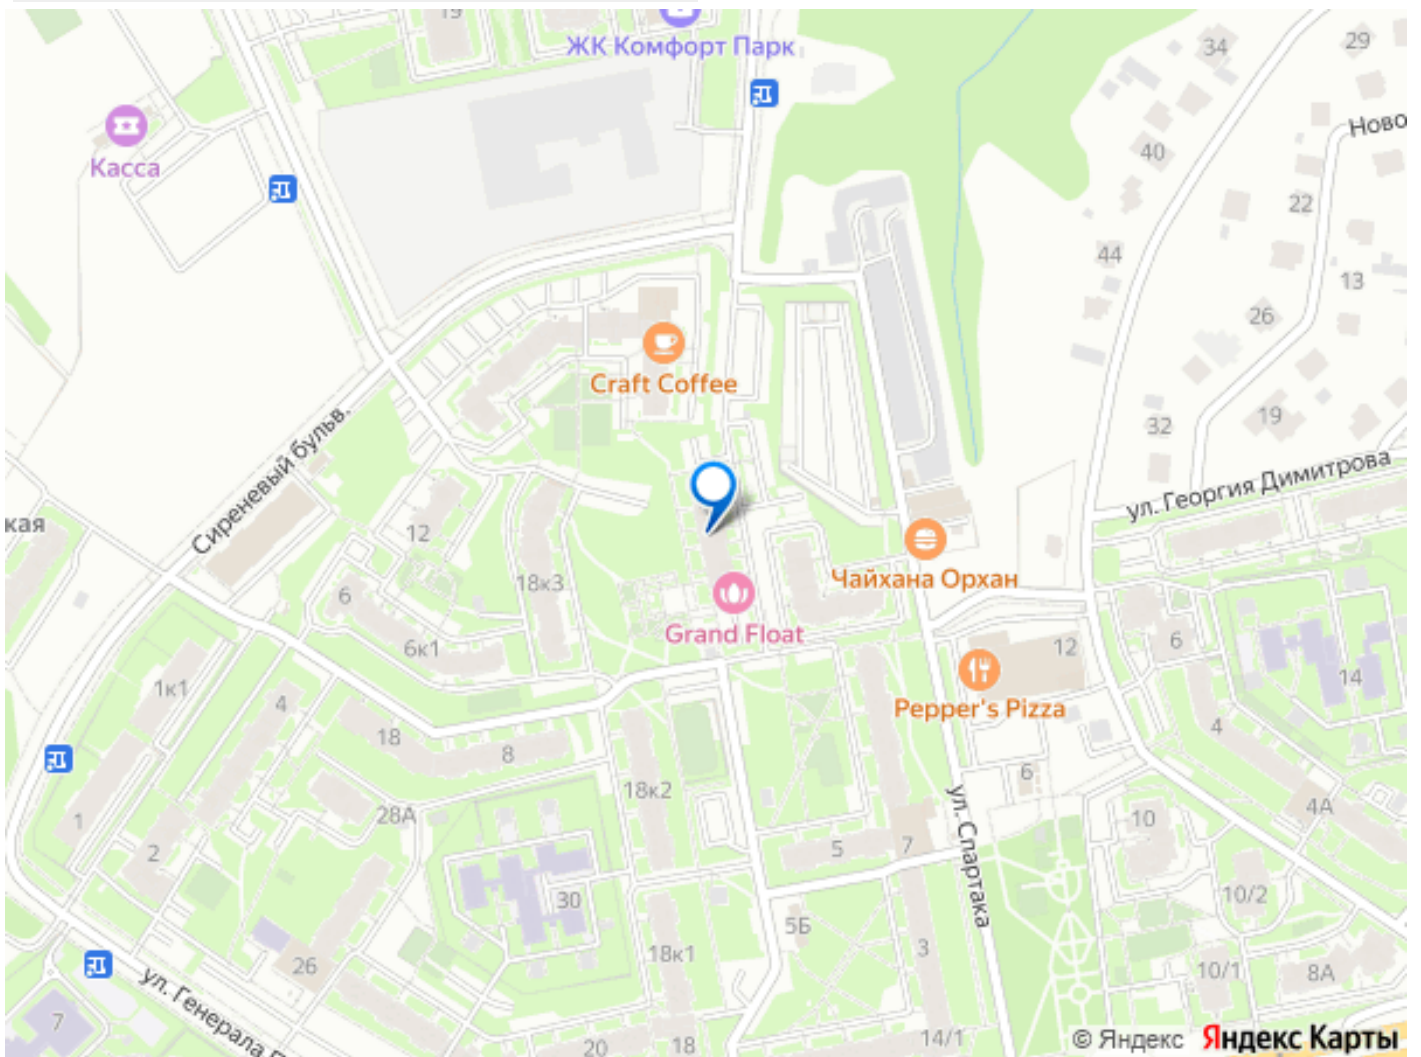 19
ЖК Комфорт Парк
34
29
Ново
Касса
40
22
44
13
26
Craft Coffee
19
32
Сиреневый бульв.
ул. Георгия Димитрова
кая
12
18к3
Чайхана Орхан
6
Grand Float
6к1
12
6
1к1
14
4
Pepper's Pizza
18
8
4
6
18к2
28А
4А
1
10
2
5
7
ул. Спартака
10/2
30
5Б
3
18к1
26
10/1
8А
ул. Генерала П
7
20
18
14/1
© Яндекс Яндекс Карты